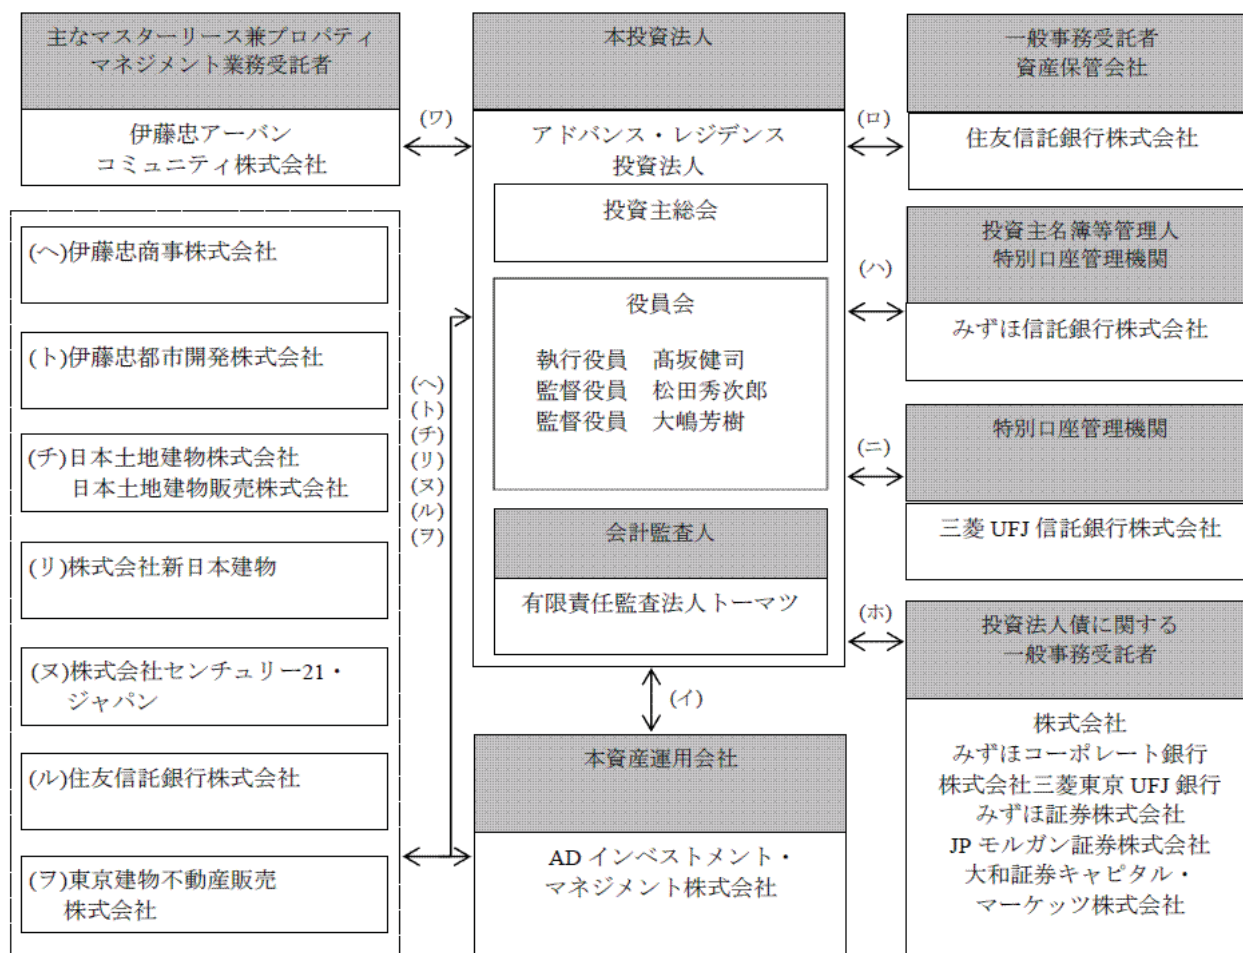 主なマスターリース兼プロパティ
マネジメント業務受託者
伊藤忠アーバン
コミュニティ株式会社
(ワ)
本投資法人
アドバンス・レジデンス
投資法人
投資主総会
役員会
執行役員　髙坂健司
監督役員　松田秀次郎
監督役員　大嶋芳樹
会計監査人
有限責任監査法人トーマツ
(イ)
本資産運用会社
AD インベストメント・
マネジメント株式会社
(ヘ)伊藤忠商事株式会社
(ト)伊藤忠都市開発株式会社
(チ)日本土地建物株式会社
日本土地建物販売株式会社
(リ)株式会社新日本建物
(ヌ)株式会社センチュリー21・
ジャパン
(ル)住友信託銀行株式会社
(ヲ)東京建物不動産販売
株式会社
(ヘ)
(ト)
(チ)
(リ)
(ヌ)
(ル)
(ヲ)
(ロ)
一般事務受託者
資産保管会社
住友信託銀行株式会社
(ハ)
投資主名簿等管理人
特別口座管理機関
みずほ信託銀行株式会社
(ニ)
特別口座管理機関
三菱 UFJ 信託銀行株式会社
(ホ)
投資法人債に関する
一般事務受託者
株式会社
みずほコーポレート銀行
株式会社三菱東京 UFJ 銀行
みずほ証券株式会社
JP モルガン証券株式会社
大和証券キャピタル・
マーケッツ株式会社